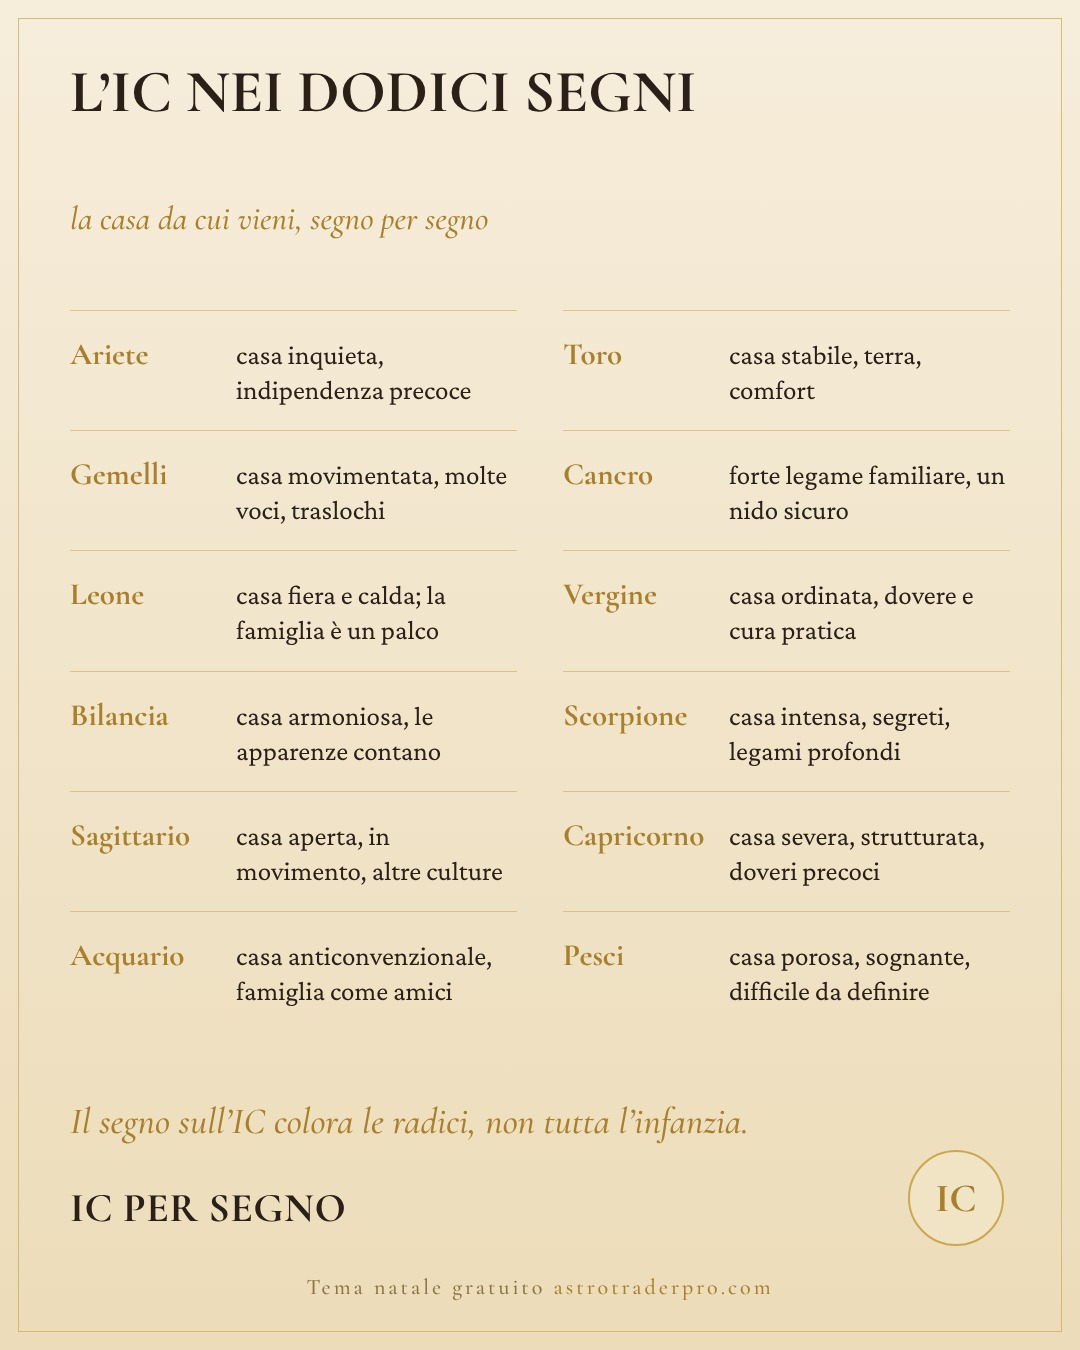 L’IC NEI DODICI SEGNI
la casa da cui vieni, segno per segno
Ariete
casa inquieta,
indipendenza precoce
Toro
casa stabile, terra,
comfort
Gemelli
casa movimentata, molte
voci, traslochi
Cancro
forte legame familiare, un
nido sicuro
Leone
casa fiera e calda; la
famiglia è un palco
Vergine
casa ordinata, dovere e
cura pratica
Bilancia
casa armoniosa, le
apparenze contano
Scorpione
casa intensa, segreti,
legami profondi
Sagittario
casa aperta, in
movimento, altre culture
Capricorno
casa severa, strutturata,
doveri precoci
Acquario
casa anticonvenzionale,
famiglia come amici
Pesci
casa porosa, sognante,
difficile da definire
Il segno sull’IC colora le radici, non tutta l’infanzia.
IC PER SEGNO
IC
Tema natale gratuito astrotraderpro.com